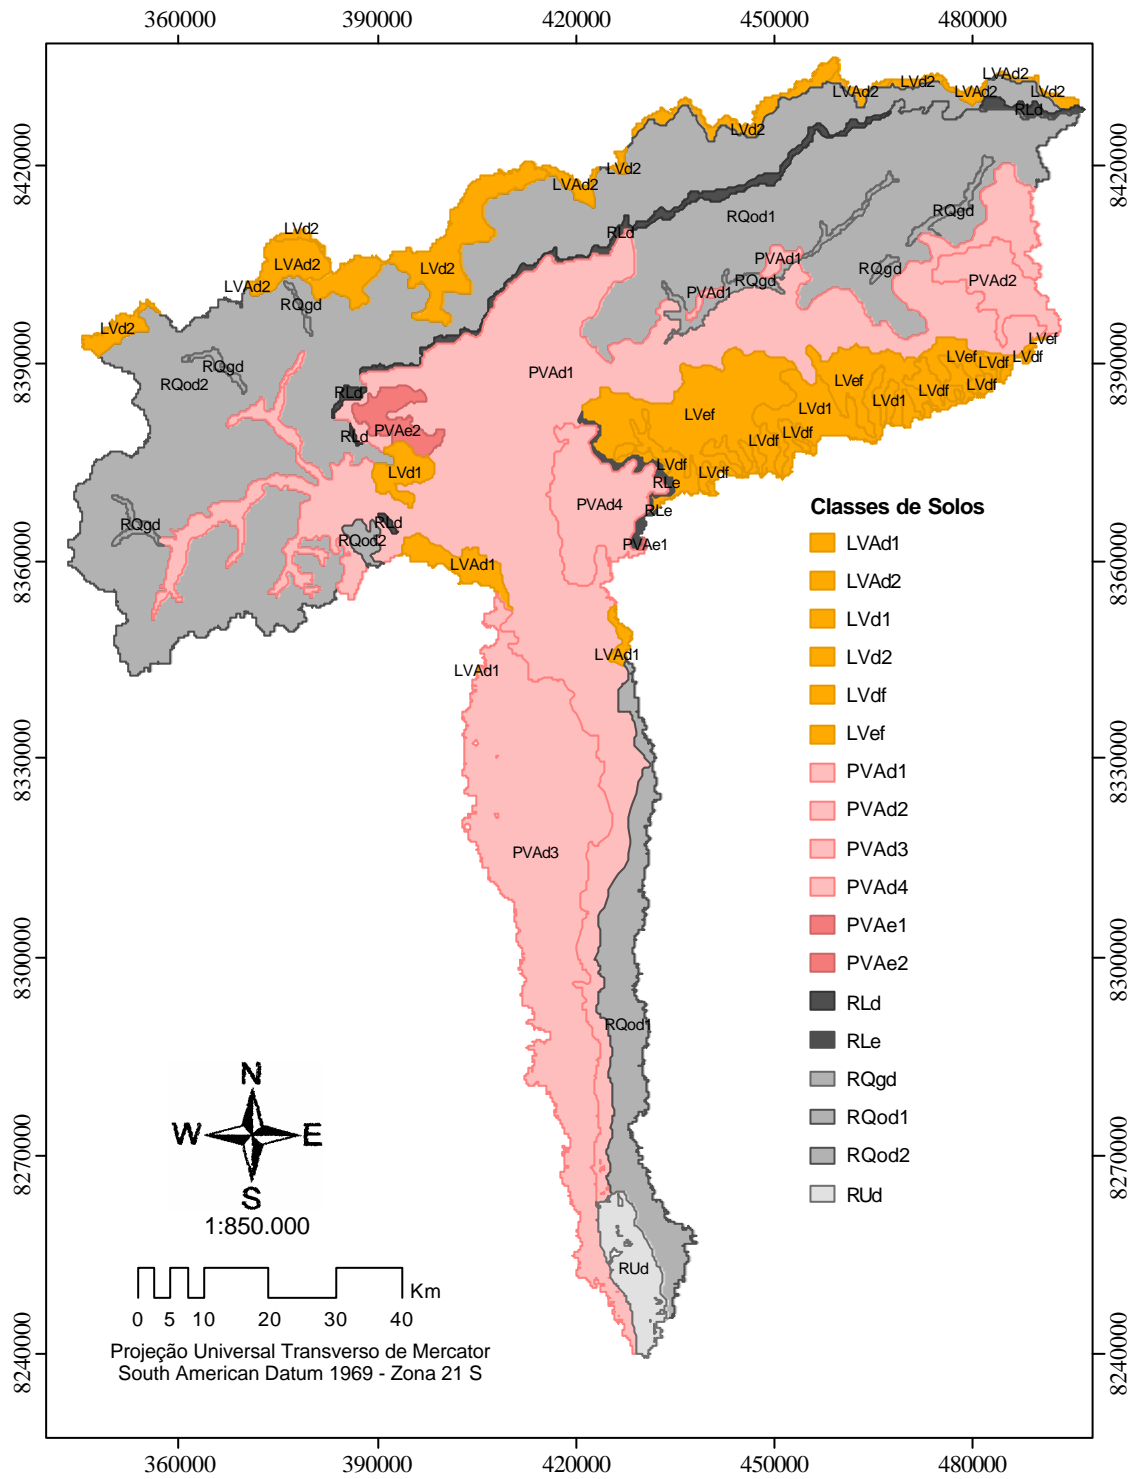 360000 390000 420000 450000 480000
LVAd2
LVd2
LVAd2
LVAd2
LVd2
RLd
LVd2
8420000
8420000
LVd2
LVAd2
RQgd
RQod1
LVd2
RLd
PVAd1
LVAd2
LVd2
RQgd
RQgd
PVAd2
LVAd2
PVAd1
RQgd
LVd2
LVef
8390000
8390000
RQgd
PVAd1
LVef
LVdf
LVdf
RQod2
LVef
LVdf
LVdf
RLd
LVd1
LVd1
LVef
PVAe2
LVdf
RLd
LVdf
LVdf
LVdf
LVd1
RLe
PVAd4
Classes de Solos
RLe
RQgd
RLd
RQod2
PVAe1
LVAd1
8360000
8360000
LVAd1
LVAd2
LVd1
LVAd1
LVAd1
LVd2
LVdf
LVef
8330000
8330000
PVAd1
PVAd2
PVAd3
PVAd3
PVAd4
PVAe1
PVAe2
8300000
8300000
RLd
RQod1
RLe
RQgd
RQod1
RQod2
8270000
8270000
RUd
N
W E
S
1:850.000
RUd
Km
0 5 10 20 30 40
Projeção Universal Transverso de Mercator
South American Datum 1969 - Zona 21 S
8240000
8240000
360000 390000 420000 450000 480000